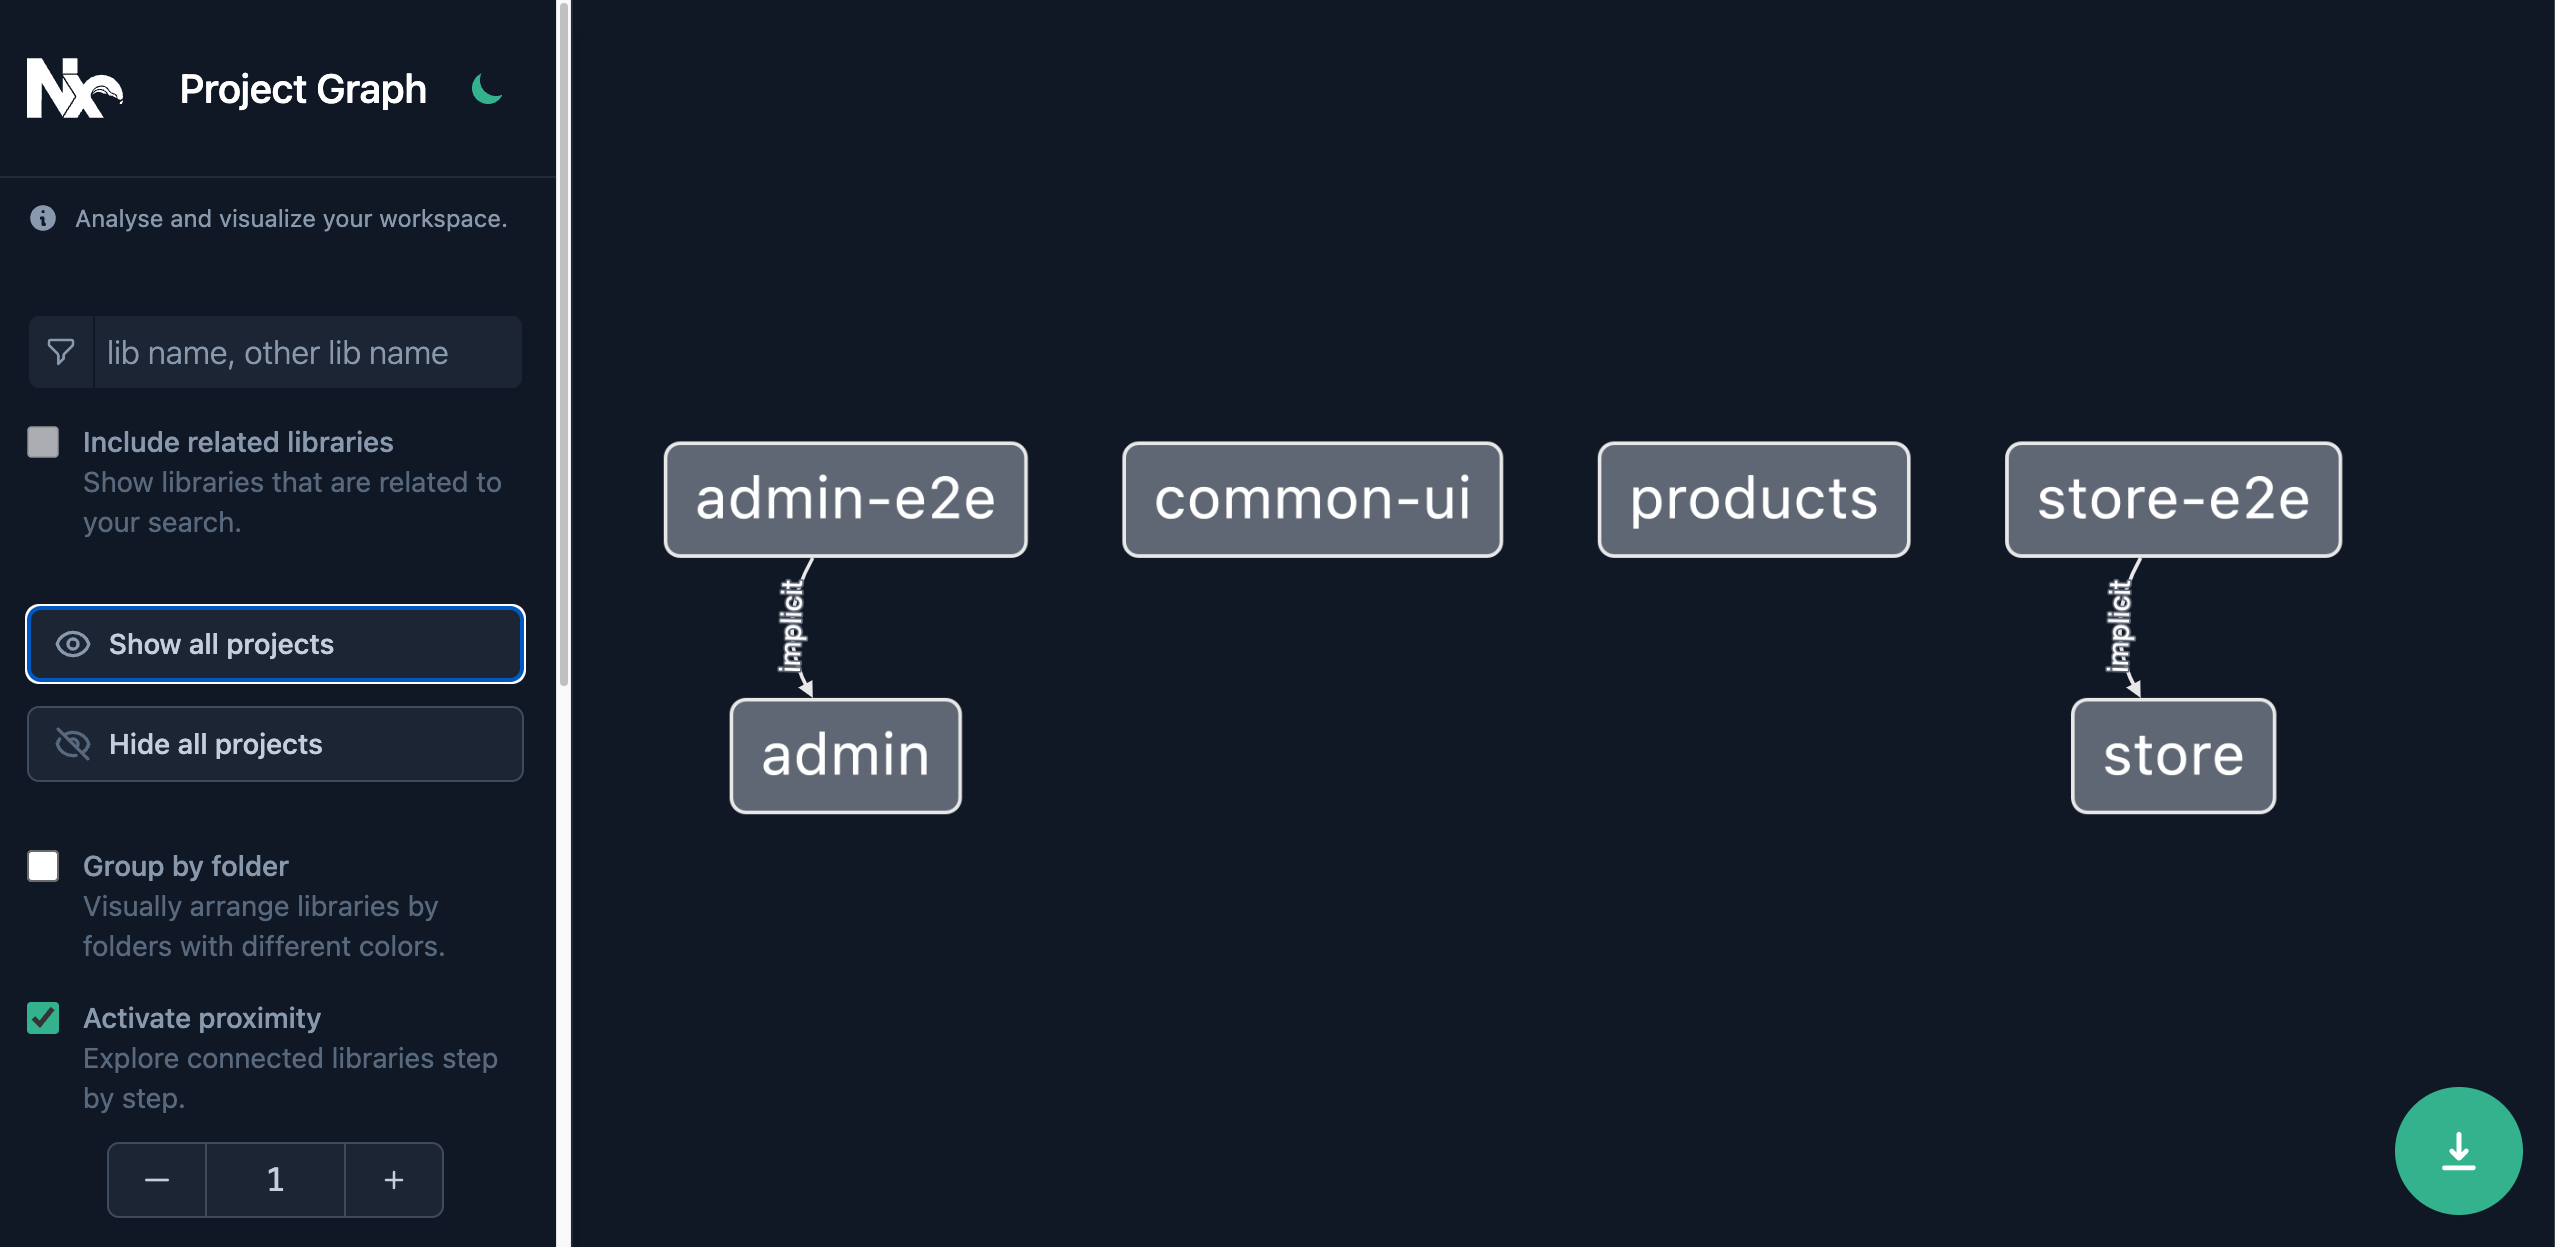 Nx
Project Graph
Analyse and visualize your workspace.
lib name, other lib name
Include related libraries
Show libraries that are related to
your search.
Show all projects
Hide all projects
Group by folder
Visually arrange libraries by
folders with different colors.
Activate proximity
Explore connected libraries step
by step.
1
admin-e2e
common-ui
products
store-e2e
implicit
implicit
admin
store